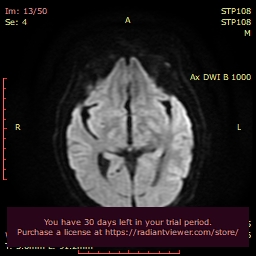 Im: 13/50
Se: 4
STP108
STP108
M
A
Ax DWI B 1000
R
L
You have 30 days left in your trial period.
Purchase a license at https://radiantviewer.com/store/